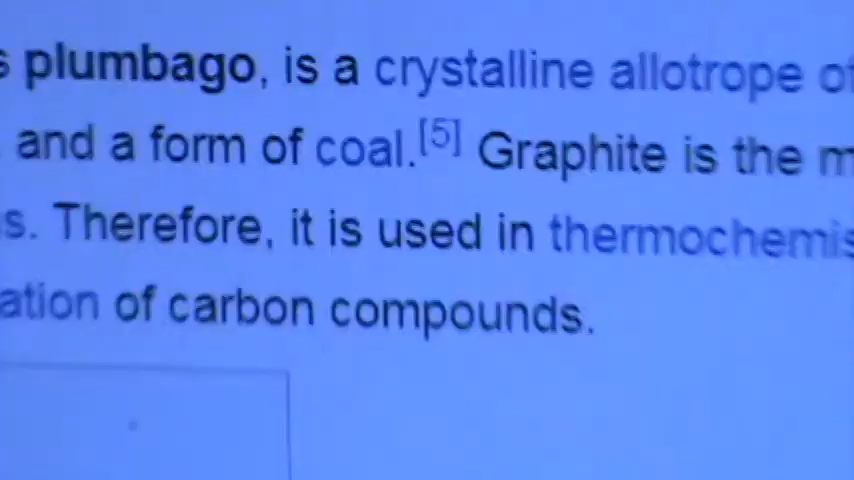 s plumbago, is a crystalline allotrope of
and a form of coal.[5] Graphite is the m
s. Therefore, it is used in thermochemis
ation of carbon compounds.